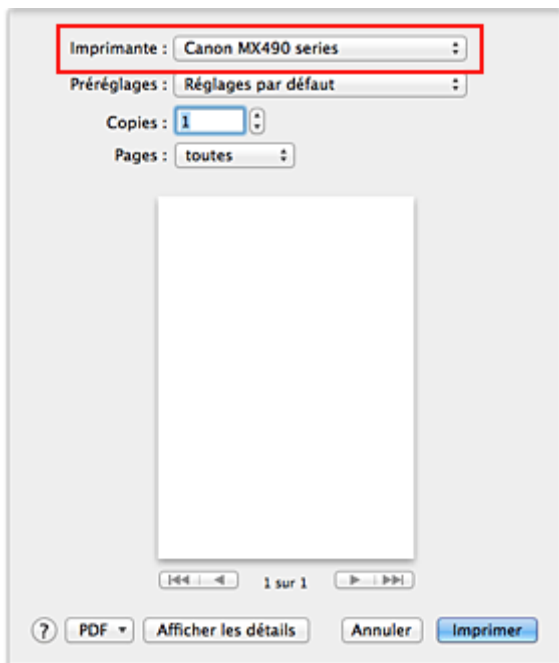 Imprimante : Canon MX490 series
Préréglages : Réglages par défaut
Copies : 1
Pages : toutes
1 sur 1
? PDF Afficher les détails Annuler Imprimer